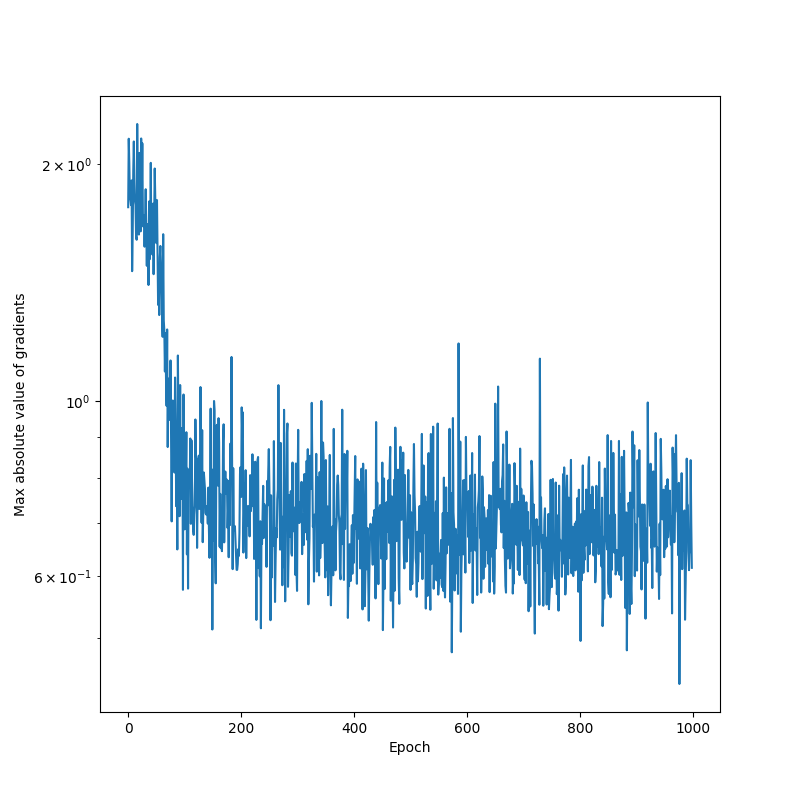 Max absolute value of gradients
2 × 10⁰
10⁰
6 × 10⁻¹
0 200 400 600 800 1000
Epoch